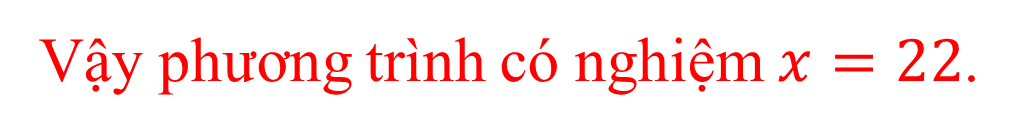 Vậy phương trình có nghiệm x = 22.